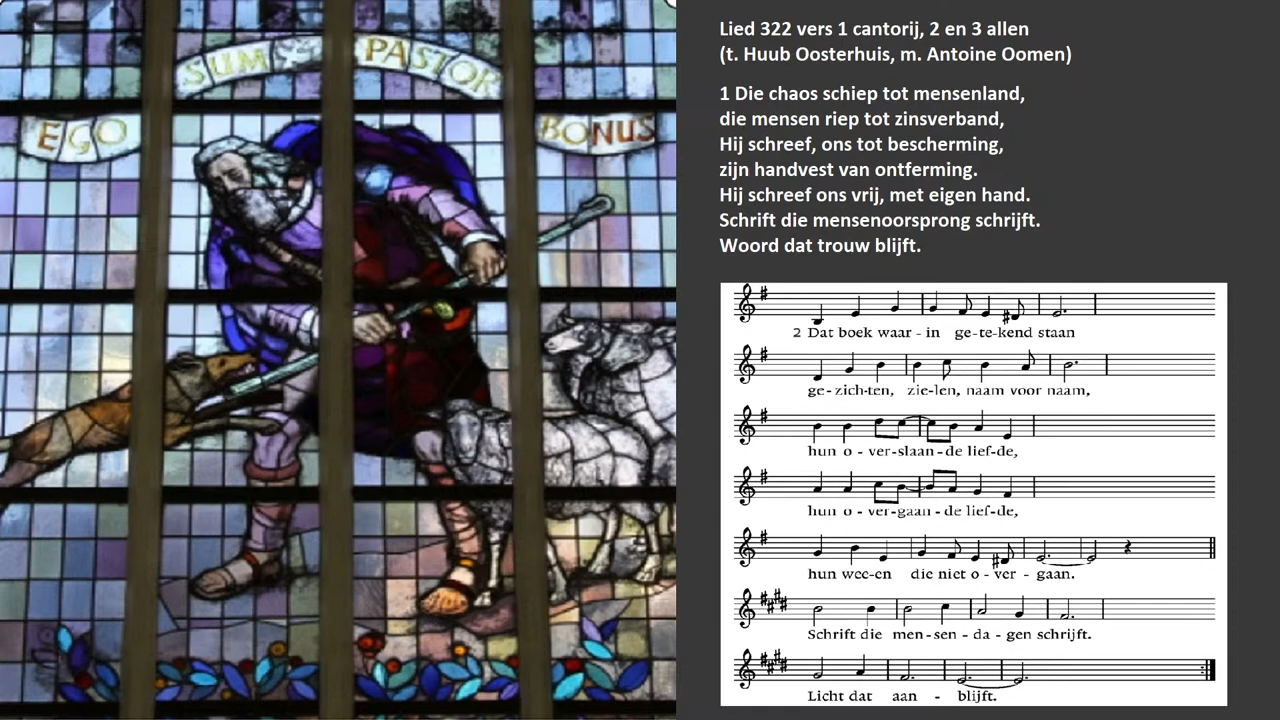 EGO SUM PASTOR BONUS
Lied 322 vers 1 cantorij, 2 en 3 allen
(t. Huub Oosterhuis, m. Antoine Oomen)
1 Die chaos schiep tot mensenland,
die mensen riep tot zinsverband,
Hij schreef, ons tot bescherming,
zijn handvest van ontferming.
Hij schreef ons vrij, met eigen hand.
Schrift die mensenoorsprong schrijft.
Woord dat trouw blijft.
2 Dat boek waar - in ge-te-kend staan
ge-zich-ten, zie-len, naam voor naam,
hun o - ver-slaan-de lief-de,
hun o - ver-gaan-de lief-de,
hun wee-en die niet o - ver - gaan.
Schrift die men-sen - da - gen schrijft.
Licht dat aan - blijft.